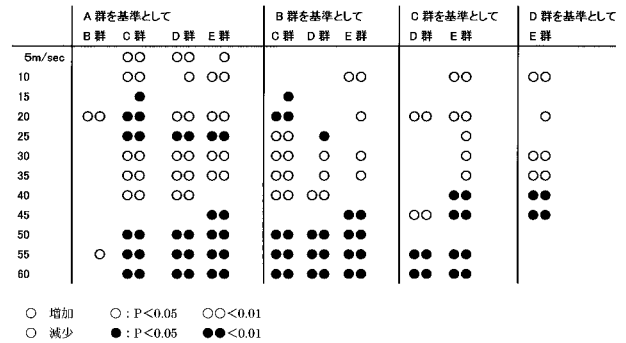 A 群を基準として B 群を基準として C 群を基準として D 群を基準として
B 群 C 群 D 群 E 群 C 群 D 群 E 群 D 群 E 群 E 群
5m/sec ○○ ○○ ○
10 ○○ ○ ○○ ○○ ○○ ○○
15 ● ●
20 ○○ ●● ○○ ○○ ●● ○ ○○ ○○ ○
25 ●● ●● ●● ○○ ● ○
30 ○○ ○○ ○○ ○○ ○ ○ ○ ○○
35 ○○ ○○ ○○ ○○ ○ ○ ○ ○○
40 ○○ ○○ ○○ ○○ ●● ●●
45 ●● ●● ○○ ●● ●●
50 ●● ●● ●● ●● ●● ●●
55 ○ ●● ●● ●● ●● ●● ●● ●● ●●
60 ●● ●● ●● ●● ●● ●● ●● ●●
○ 増加 ○:P<0.05 ○○<0.01
○ 減少 ●:P<0.05 ●●<0.01